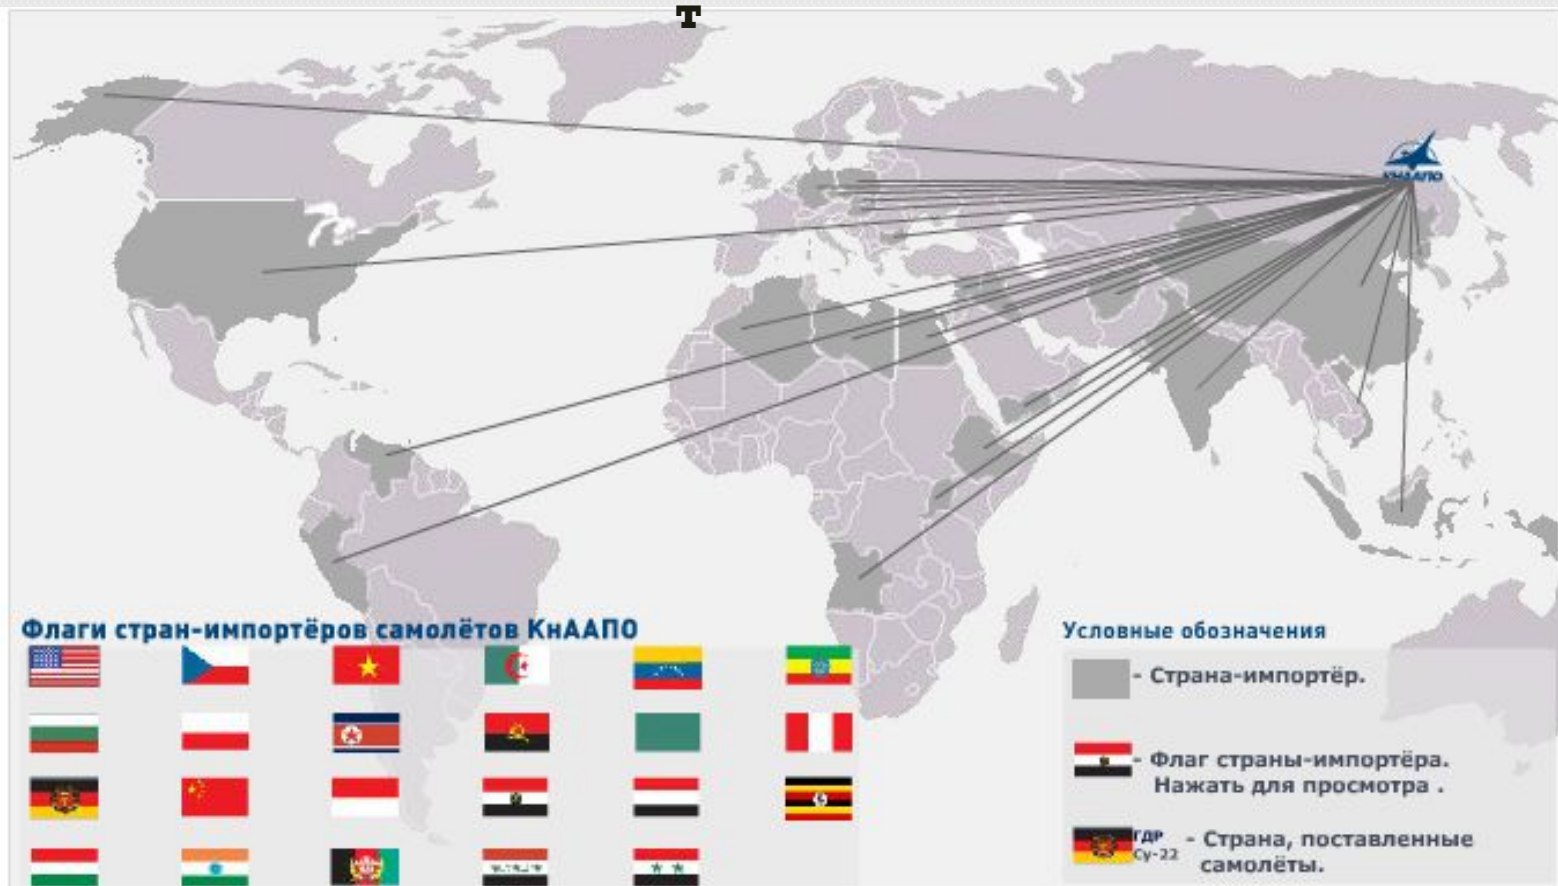 т
КНААПО
Флаги стран-импортёров самолётов КнААПО
Условные обозначения
- Страна-импортёр.
- Флаг страны-импортёра.
Нажать для просмотра .
ГДР
Су-22
- Страна, поставленные
самолёты.